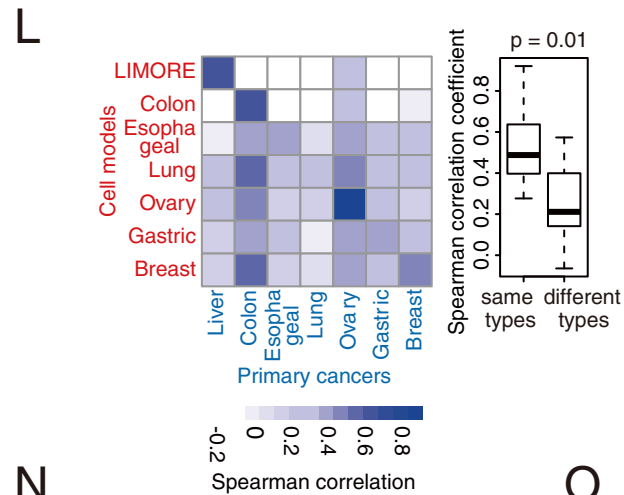 L
p = 0.01
LIMORE
Colon
Esopha
geal
Lung
Ovary
Gastric
Breast
Cell models
Liver
Colon
Esopha
geal
Lung
Ovary
Gastric
Breast
Primary cancers
-0.2
0
0.2
0.4
0.6
0.8
Spearman correlation
Spearman correlation coefficient
0.8
0.6
0.4
0.2
0.0
same
types
different
types
N
O